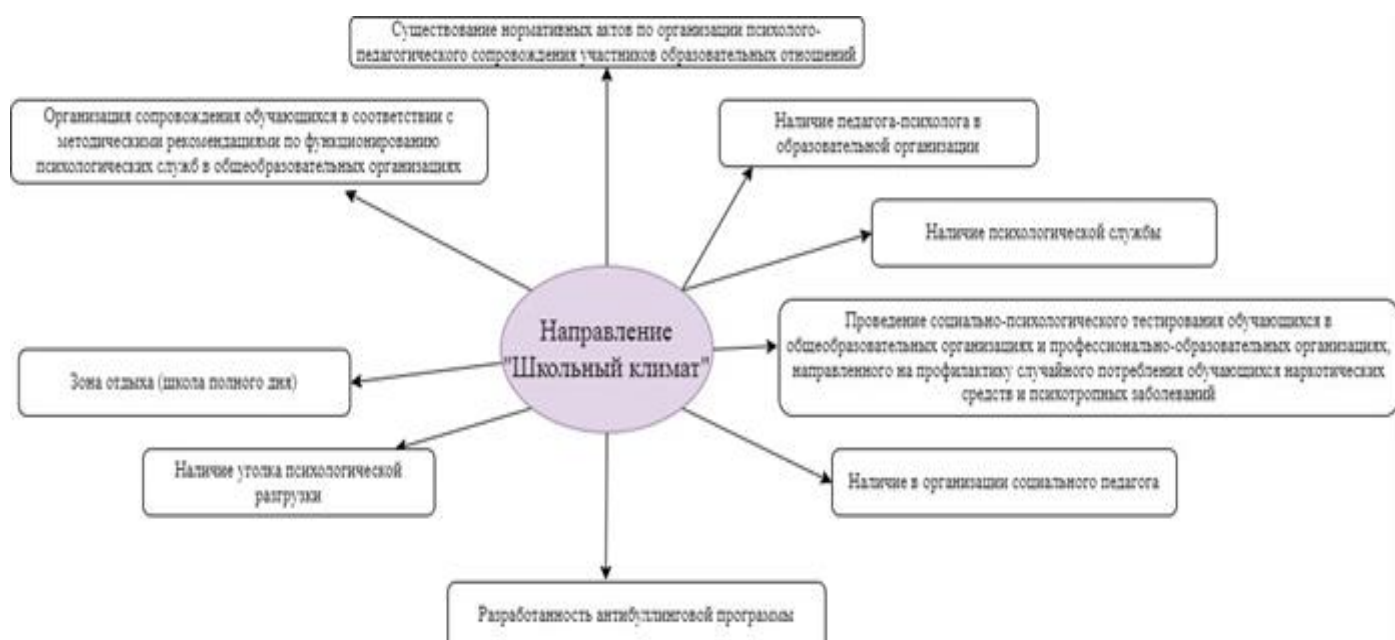 Существование нормативных актов по организации психолого-
педагогического сопровождения участников образовательных отношений
Организация сопровождения обучающихся в соответствии с
методическими рекомендациями по функционированию
психологических служб в общеобразовательных организациях
Наличие педагога-психолога в
образовательной организации
Наличие психологической службы
Направление
"Школьный климат"
Проведение социально-психологического тестирования обучающихся в
общеобразовательных организациях и профессионально-образовательных организациях,
направленного на профилактику случайного потребления обучающихся наркотических
средств и психотропных заболеваний
Зона отдыха (школа полного дня)
Наличие уголка психологической
разгрузки
Наличие в организации социального педагога
Разработанность антибуллинговой программы